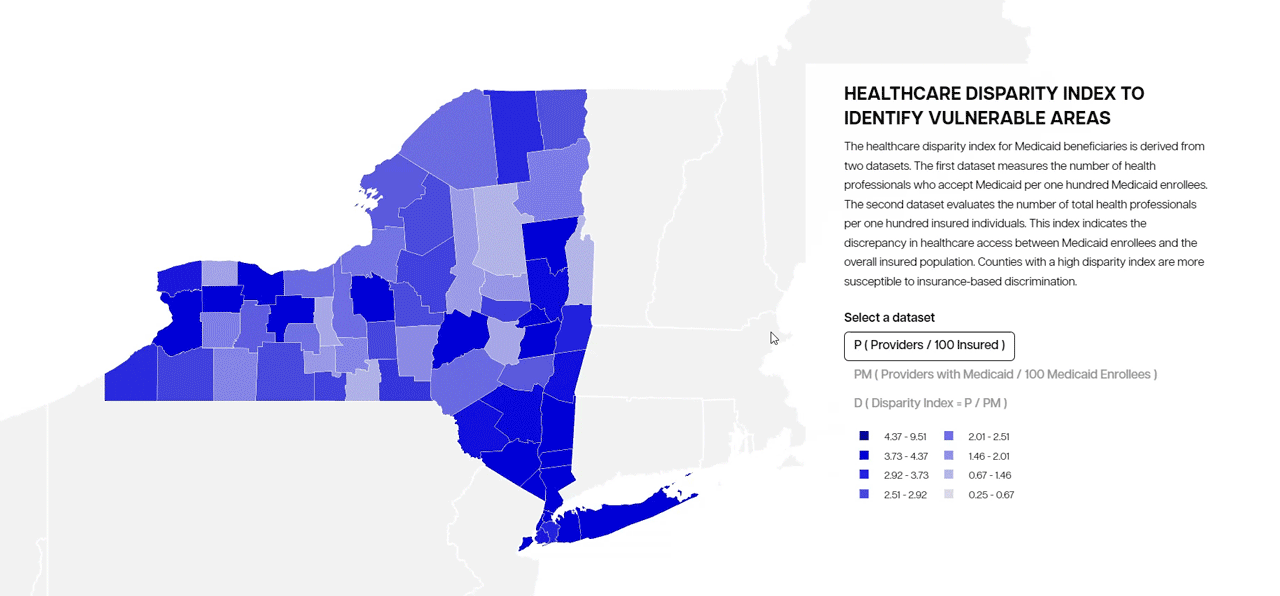 HEALTHCARE DISPARITY INDEX TO
IDENTIFY VULNERABLE AREAS
The healthcare disparity index for Medicaid beneficiaries is derived from
two datasets. The first dataset measures the number of health
professionals who accept Medicaid per one hundred Medicaid enrollees.
The second dataset evaluates the number of total health professionals
per one hundred insured individuals. This index indicates the
discrepancy in healthcare access between Medicaid enrollees and the
overall insured population. Counties with a high disparity index are more
susceptible to insurance-based discrimination.
Select a dataset
P ( Providers / 100 Insured )
PM ( Providers with Medicaid / 100 Medicaid Enrollees )
D ( Disparity Index = P / PM )
4.37 - 9.51 2.01 - 2.51
3.73 - 4.37 1.46 - 2.01
2.92 - 3.73 0.67 - 1.46
2.51 - 2.92 0.25 - 0.67